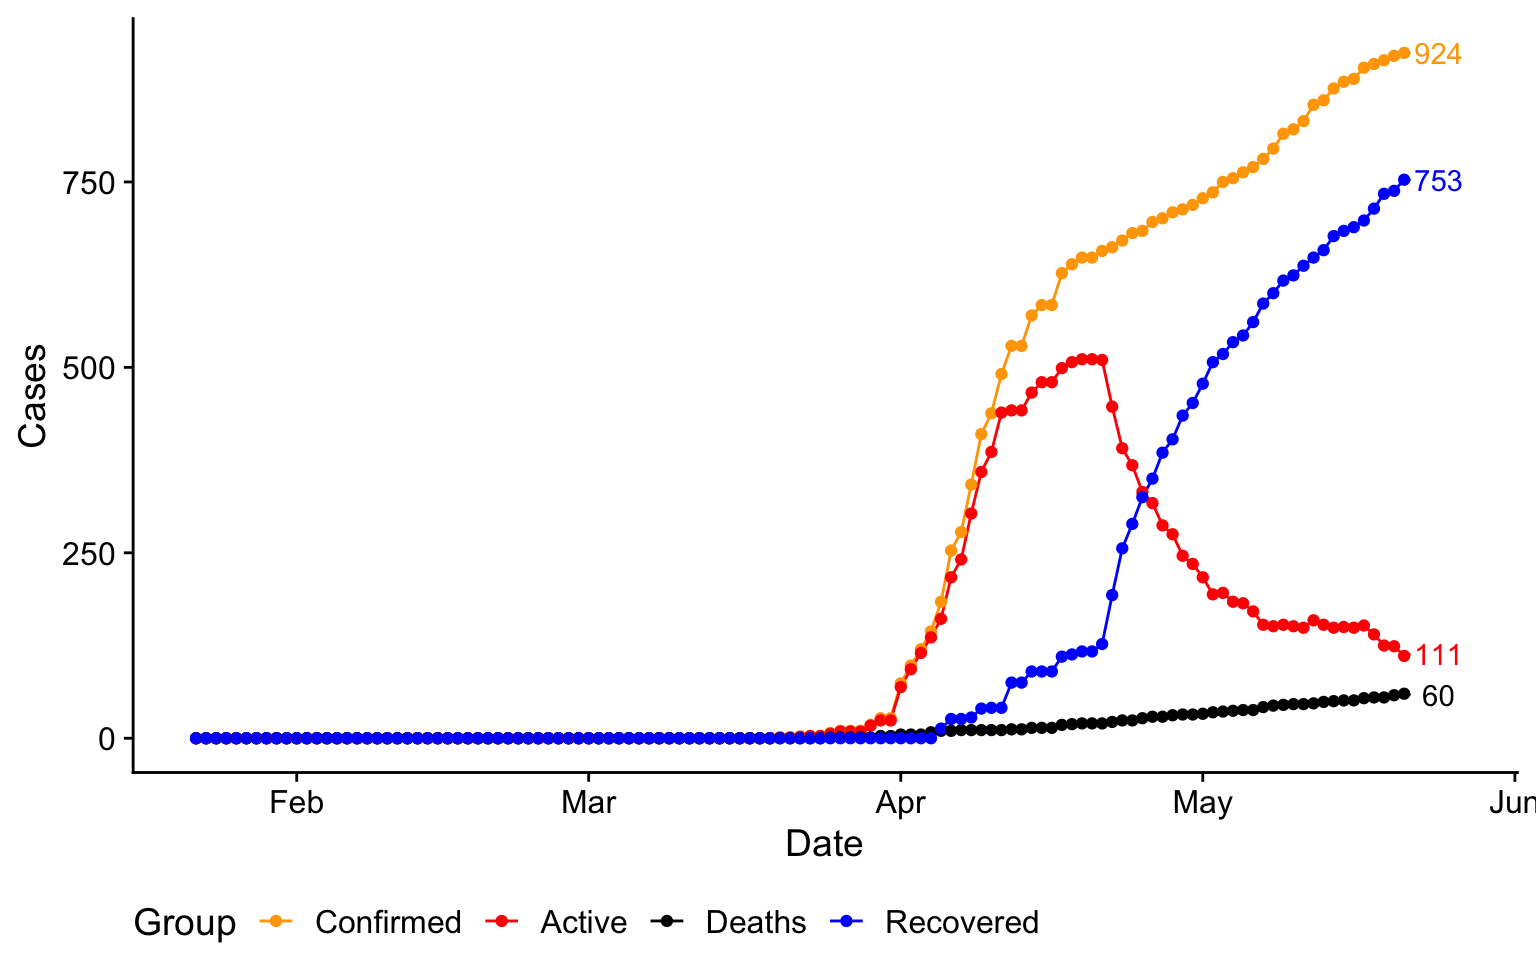 924
753
111
60
Cases
750
500
250
0
Feb Mar Apr May Jun
Date
Group Confirmed Active Deaths Recovered